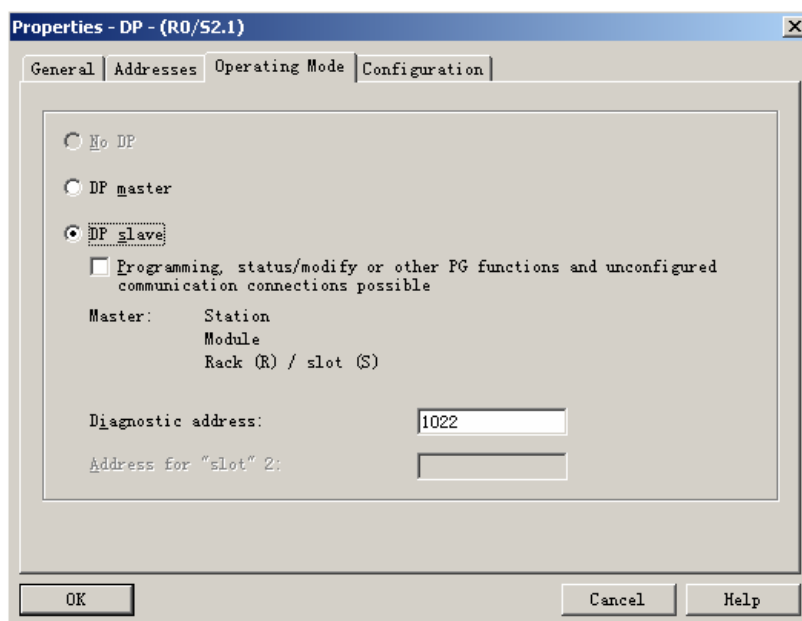 Properties - DP - (R0/S2.1)
General Addresses Operating Mode Configuration
No DP
DP master
DP slave
Programming, status/modify or other PG functions and unconfigured
communication connections possible
Master: Station
Module
Rack (R) / slot (S)
Diagnostic address: 1022
Address for "slot" 2:
OK Cancel Help